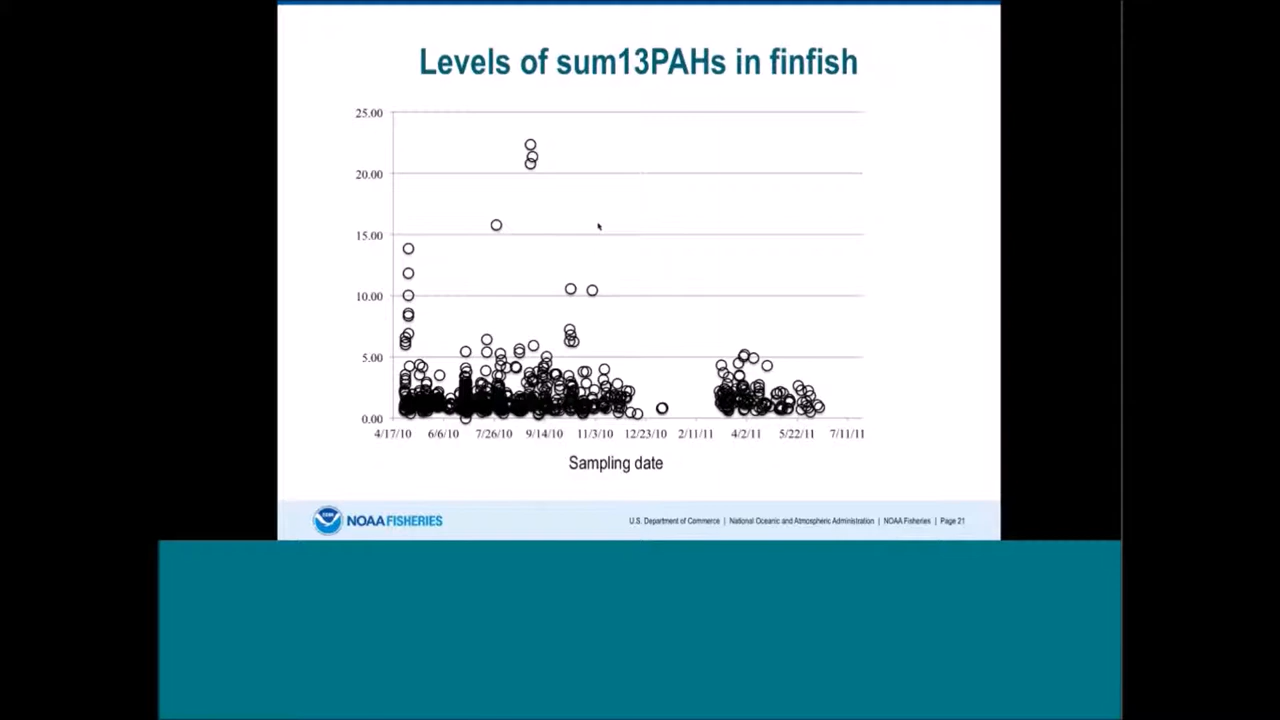 Levels of sum13PAHs in finfish
25.00
20.00
15.00
10.00
5.00
0.00
4/17/10 6/6/10 7/26/10 9/14/10 11/3/10 12/23/10 2/11/11 4/2/11 5/22/11 7/11/11
Sampling date
NOAA FISHERIES
U.S. Department of Commerce | National Oceanic and Atmospheric Administration | NOAA Fisheries | Page 21